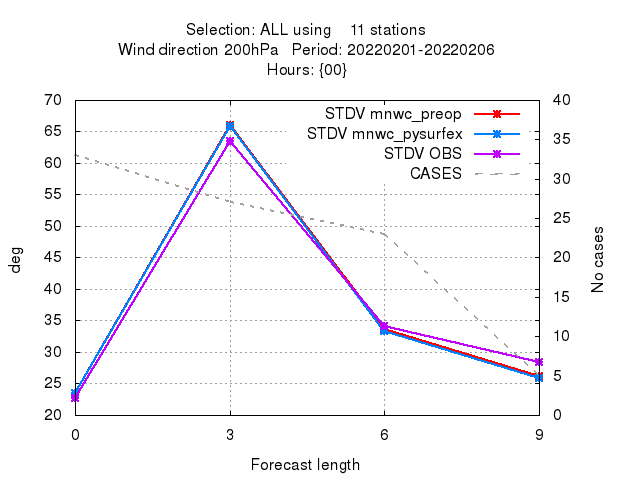 Selection: ALL using    11 stations
Wind direction 200hPa   Period: 20220201-20220206
Hours: {00}
70
65
60
55
50
45
40
35
30
25
20
deg
40
35
30
25
20
15
10
5
0
No cases
STDV mnwc_preop
STDV mnwc_pysurfex
STDV OBS
CASES
0 3 6 9
Forecast length